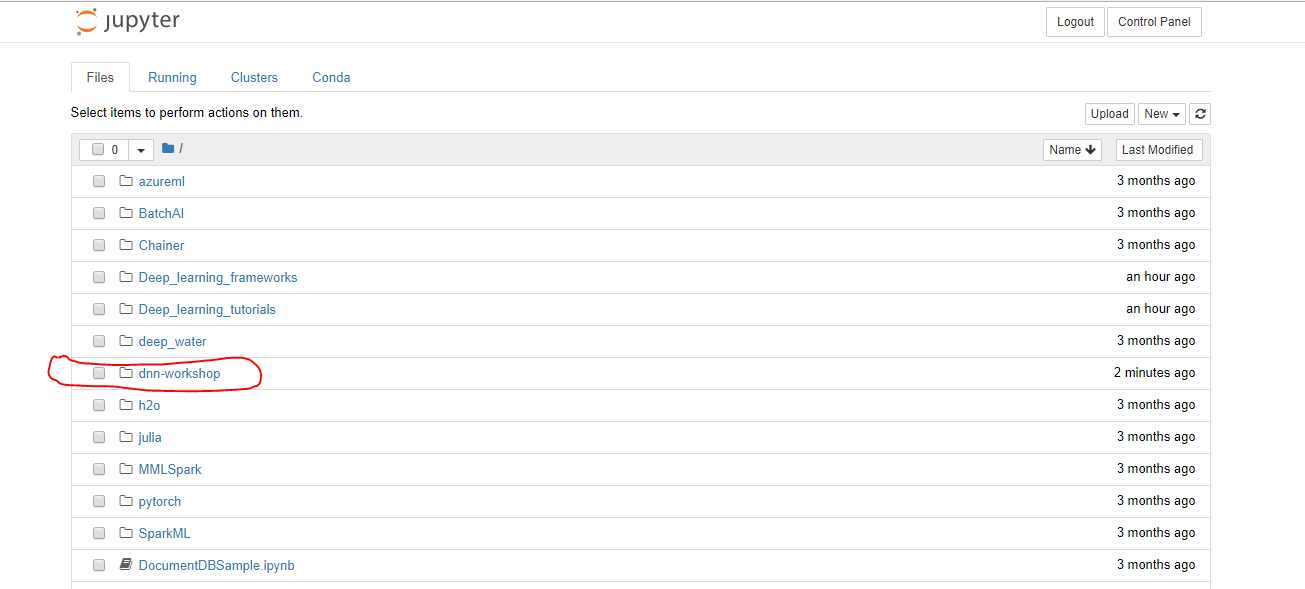 jupyter
Logout Control Panel
Files Running Clusters Conda
Select items to perform actions on them.
Upload New
0 / Name Last Modified
azureml 3 months ago
BatchAI 3 months ago
Chainer 3 months ago
Deep_learning_frameworks an hour ago
Deep_learning_tutorials an hour ago
deep_water 3 months ago
dnn-workshop 2 minutes ago
h2o 3 months ago
julia 3 months ago
MMLSpark 3 months ago
pytorch 3 months ago
SparkML 3 months ago
DocumentDBSample.ipynb 3 months ago